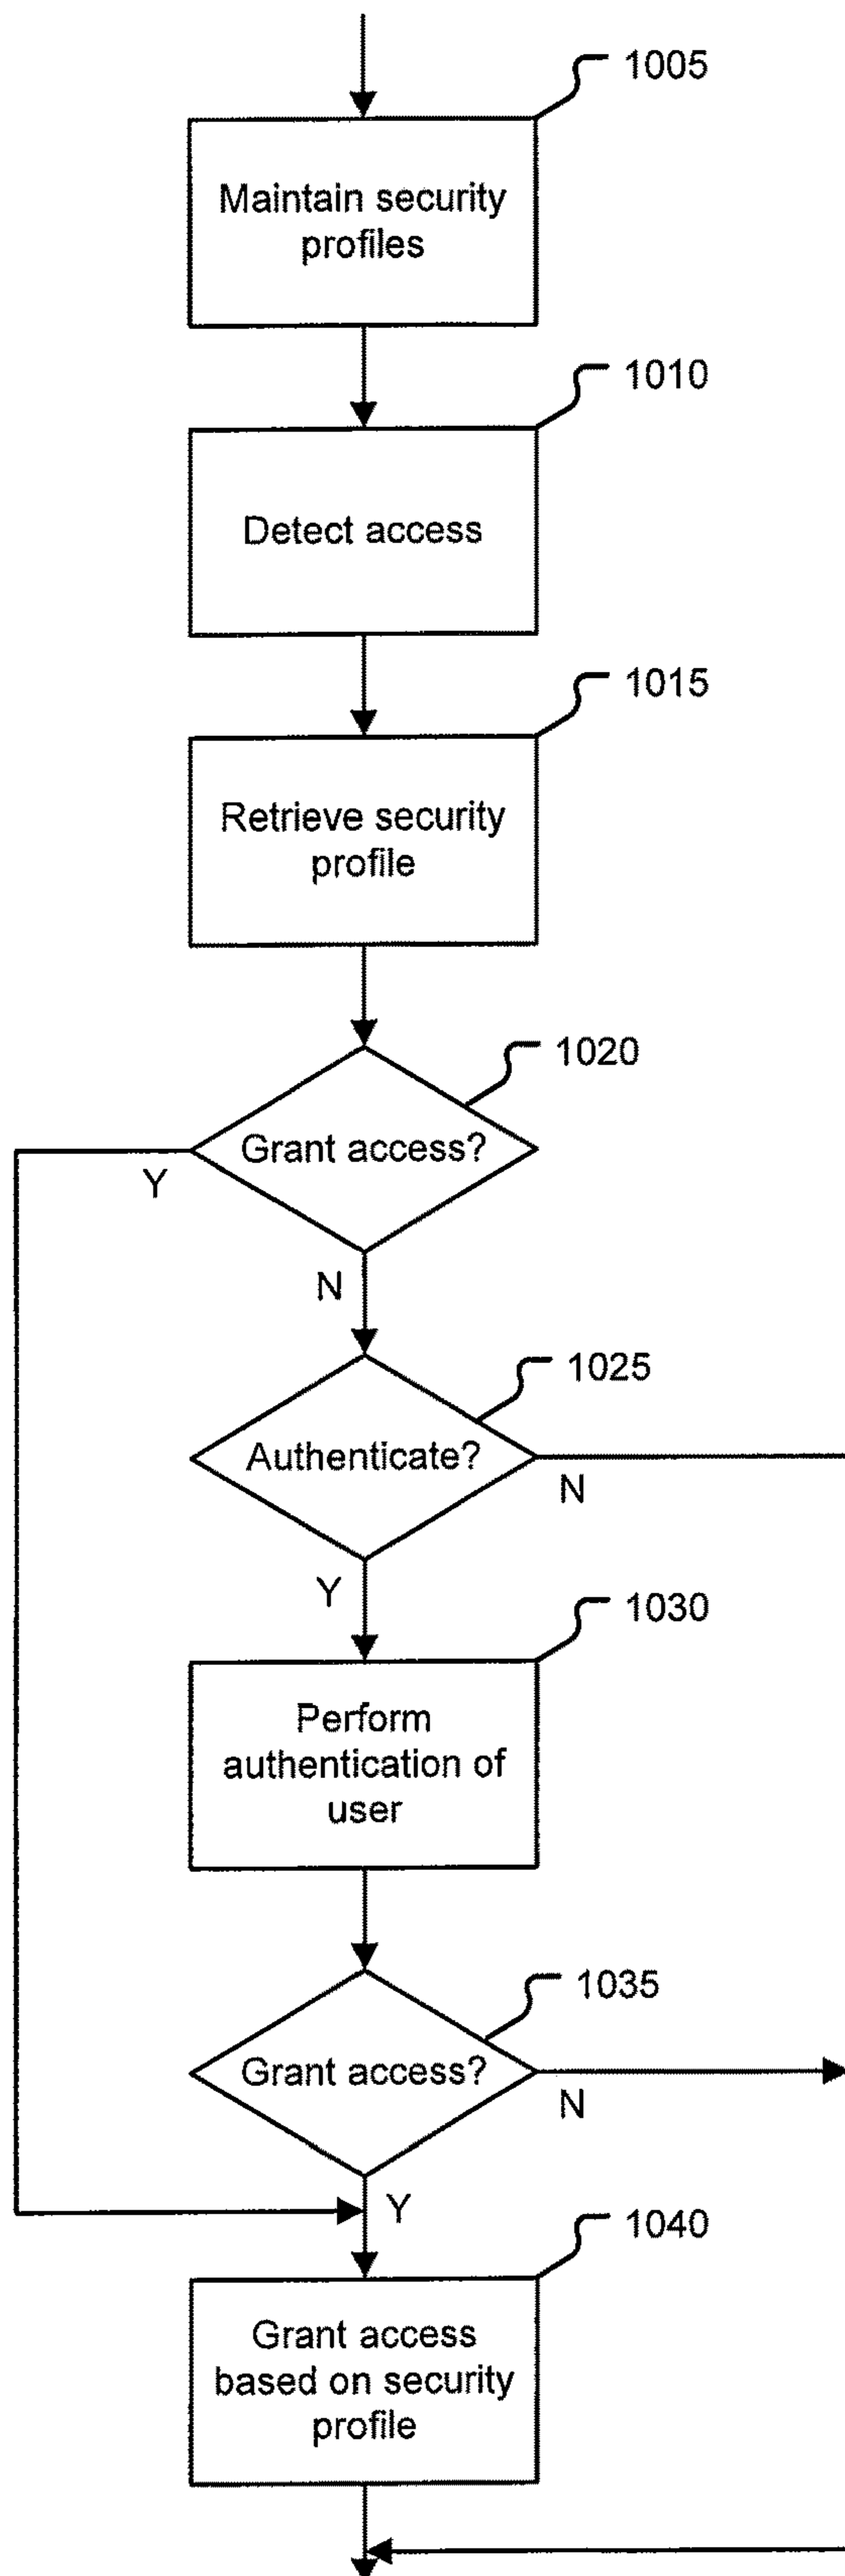 1005
Maintain security
profiles
1010
Detect access
1015
Retrieve security
profile
1020
Grant access?
Y
N
1025
Authenticate?
N
Y
1030
Perform
authentication of
user
1035
Grant access?
N
Y
1040
Grant access
based on security
profile